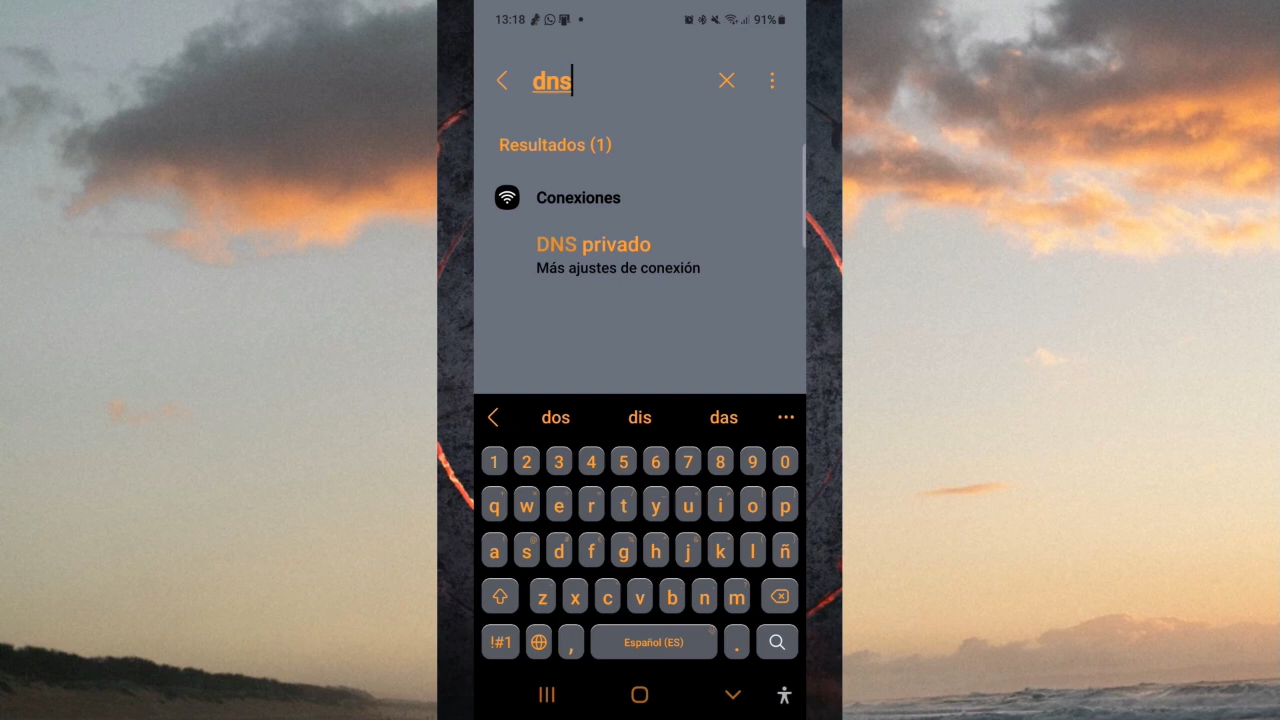 13:18 91%
dns
Resultados (1)
Conexiones
DNS privado
Más ajustes de conexión
dos dis das
1 2 3 4 5 6 7 8 9 0
q w e r t y u i o p
a s d f g h j k l ñ
z x c v b n m
!#1 , Español (ES) .